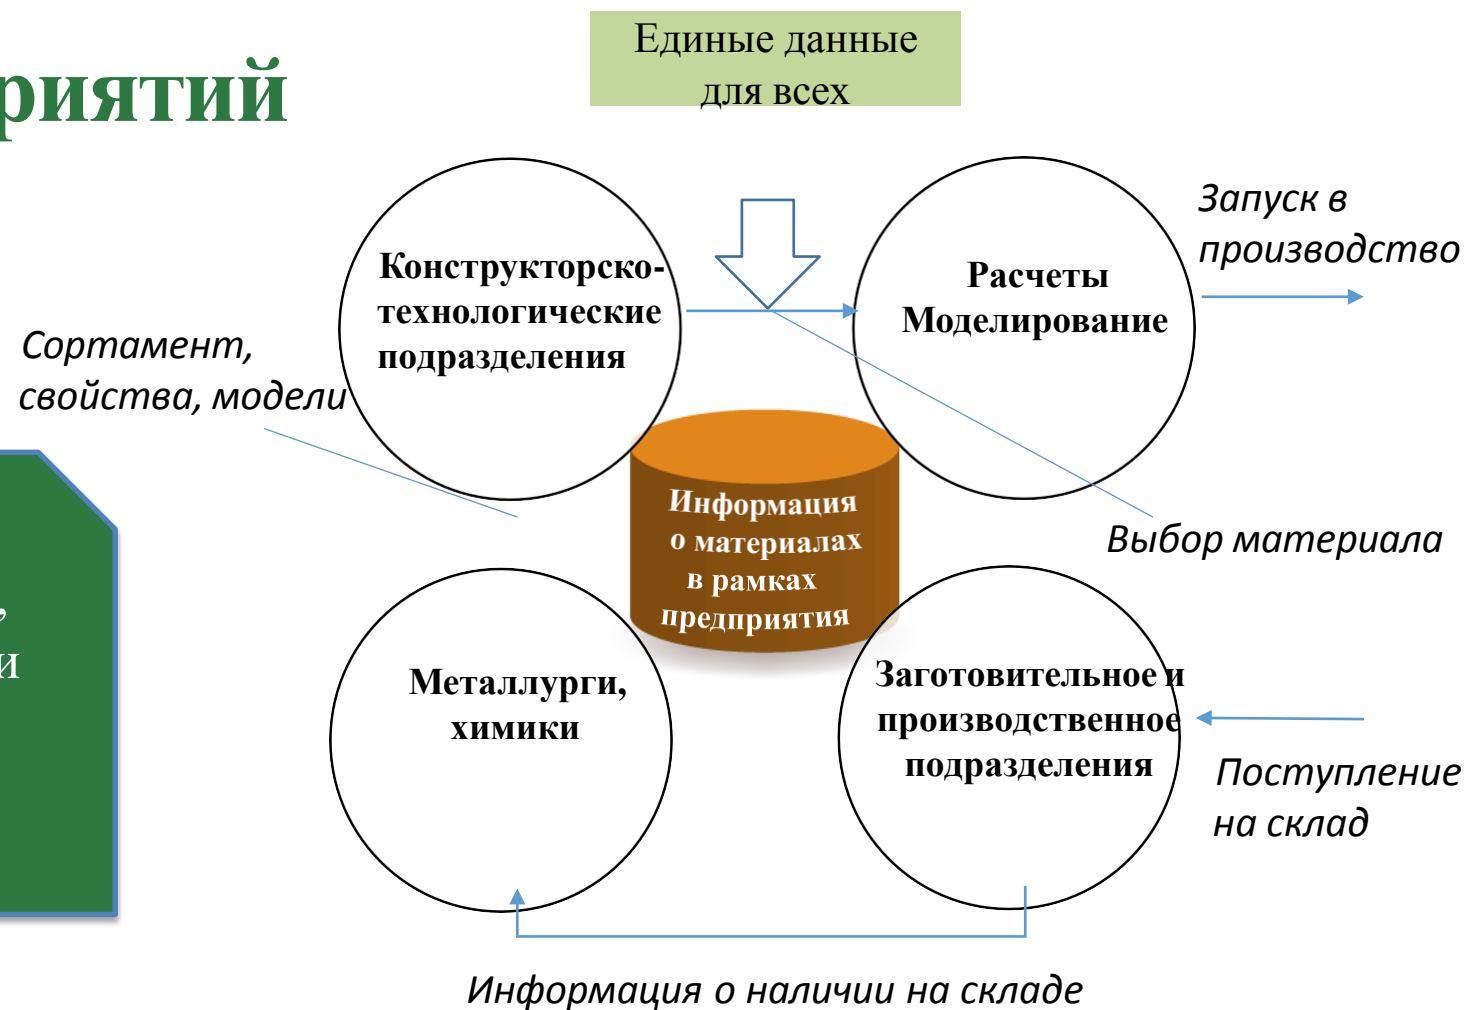 Единые данные
для всех
риятий
Запуск в
производство
Конструкторско-
технологические
подразделения
Расчеты
Моделирование
Сортамент,
свойства, модели
Информация
о материалах
в рамках
предприятия
Выбор материала
,
и
Металлурги,
химики
Заготовительное и
производственное
подразделения
Поступление
на склад
Информация о наличии на складе